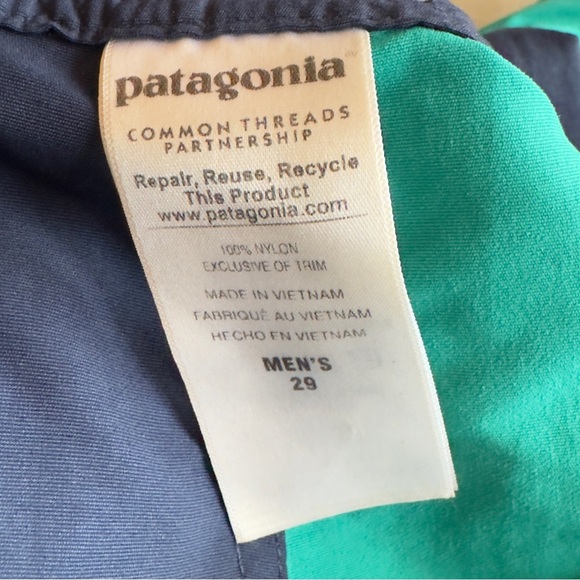 patagonia
COMMON THREADS
PARTNERSHIP
Repair, Reuse, Recycle
This Product
www.patagonia.com
100% NYLON
EXCLUSIVE OF TRIM
MADE IN VIETNAM
FABRIQUÉ AU VIETNAM
HECHO EN VIETNAM
MEN'S
29